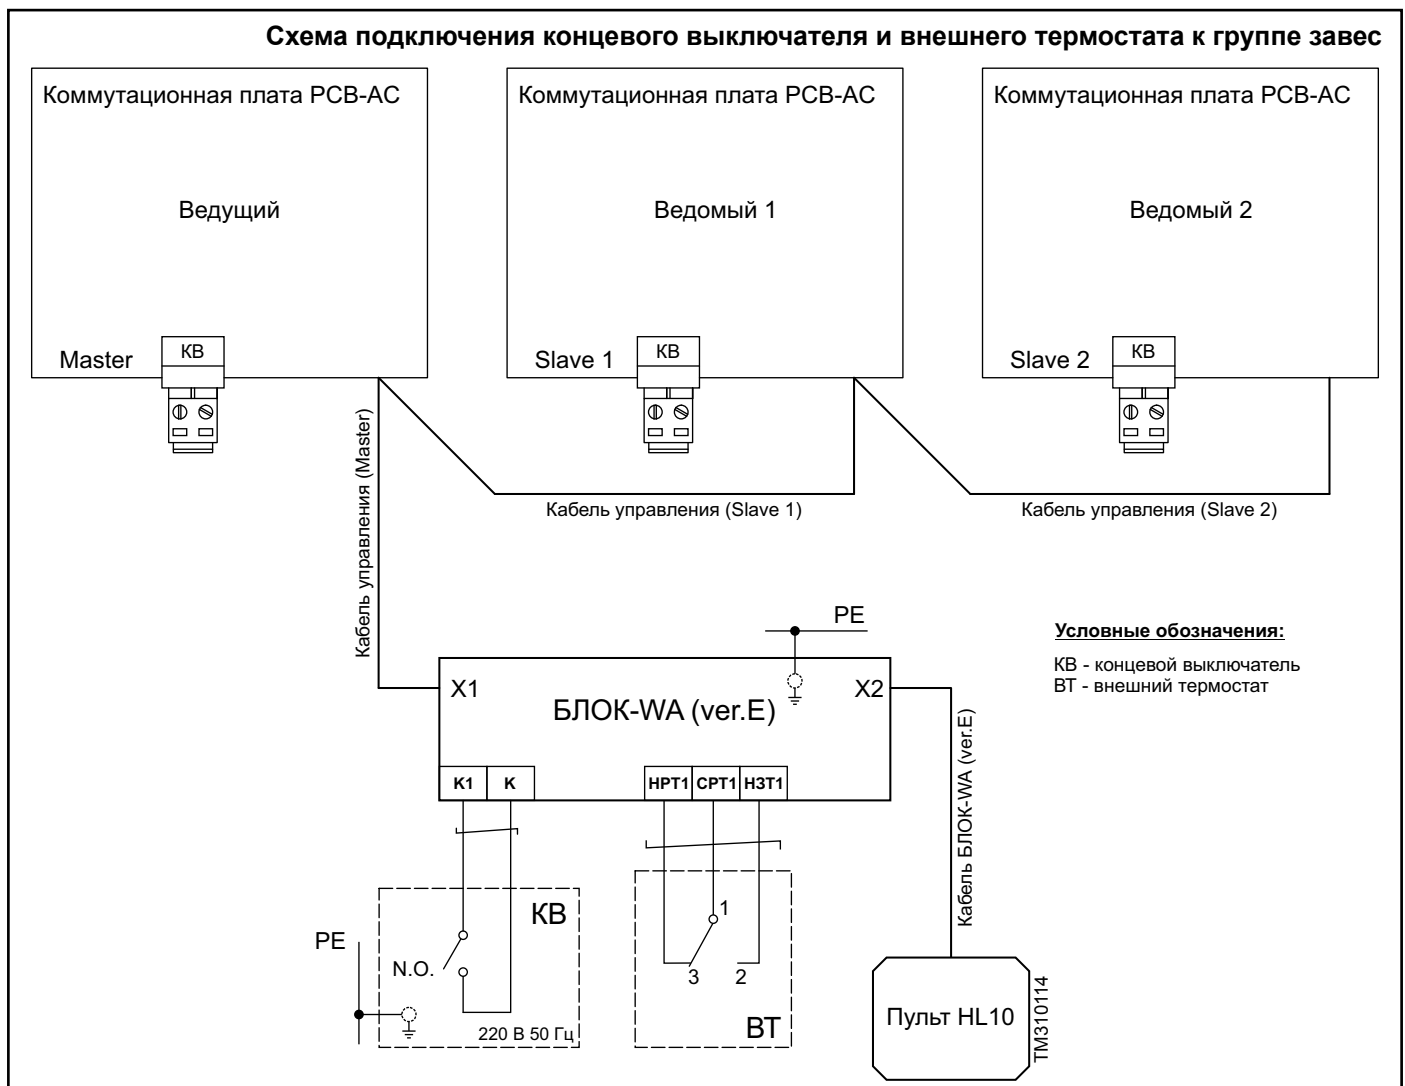 Схема подключения концевого выключателя и внешнего термостата к группе завес
Коммутационная плата PCB-AC
Ведущий
Master
КВ
Коммутационная плата PCB-AC
Ведомый 1
Slave 1
КВ
Коммутационная плата PCB-AC
Ведомый 2
Slave 2
КВ
Кабель управления (Master)
Кабель управления (Slave 1)
Кабель управления (Slave 2)
PE
X1
X2
БЛОК-WA (ver.E)
K1
K
НРТ1
СРТ1
НЗТ1
Условные обозначения:
КВ - концевой выключатель
ВТ - внешний термостат
Кабель БЛОК-WA (ver.E)
КВ
PE
N.O.
220 В 50 Гц
1
3
2
ВТ
Пульт HL10
TM310114